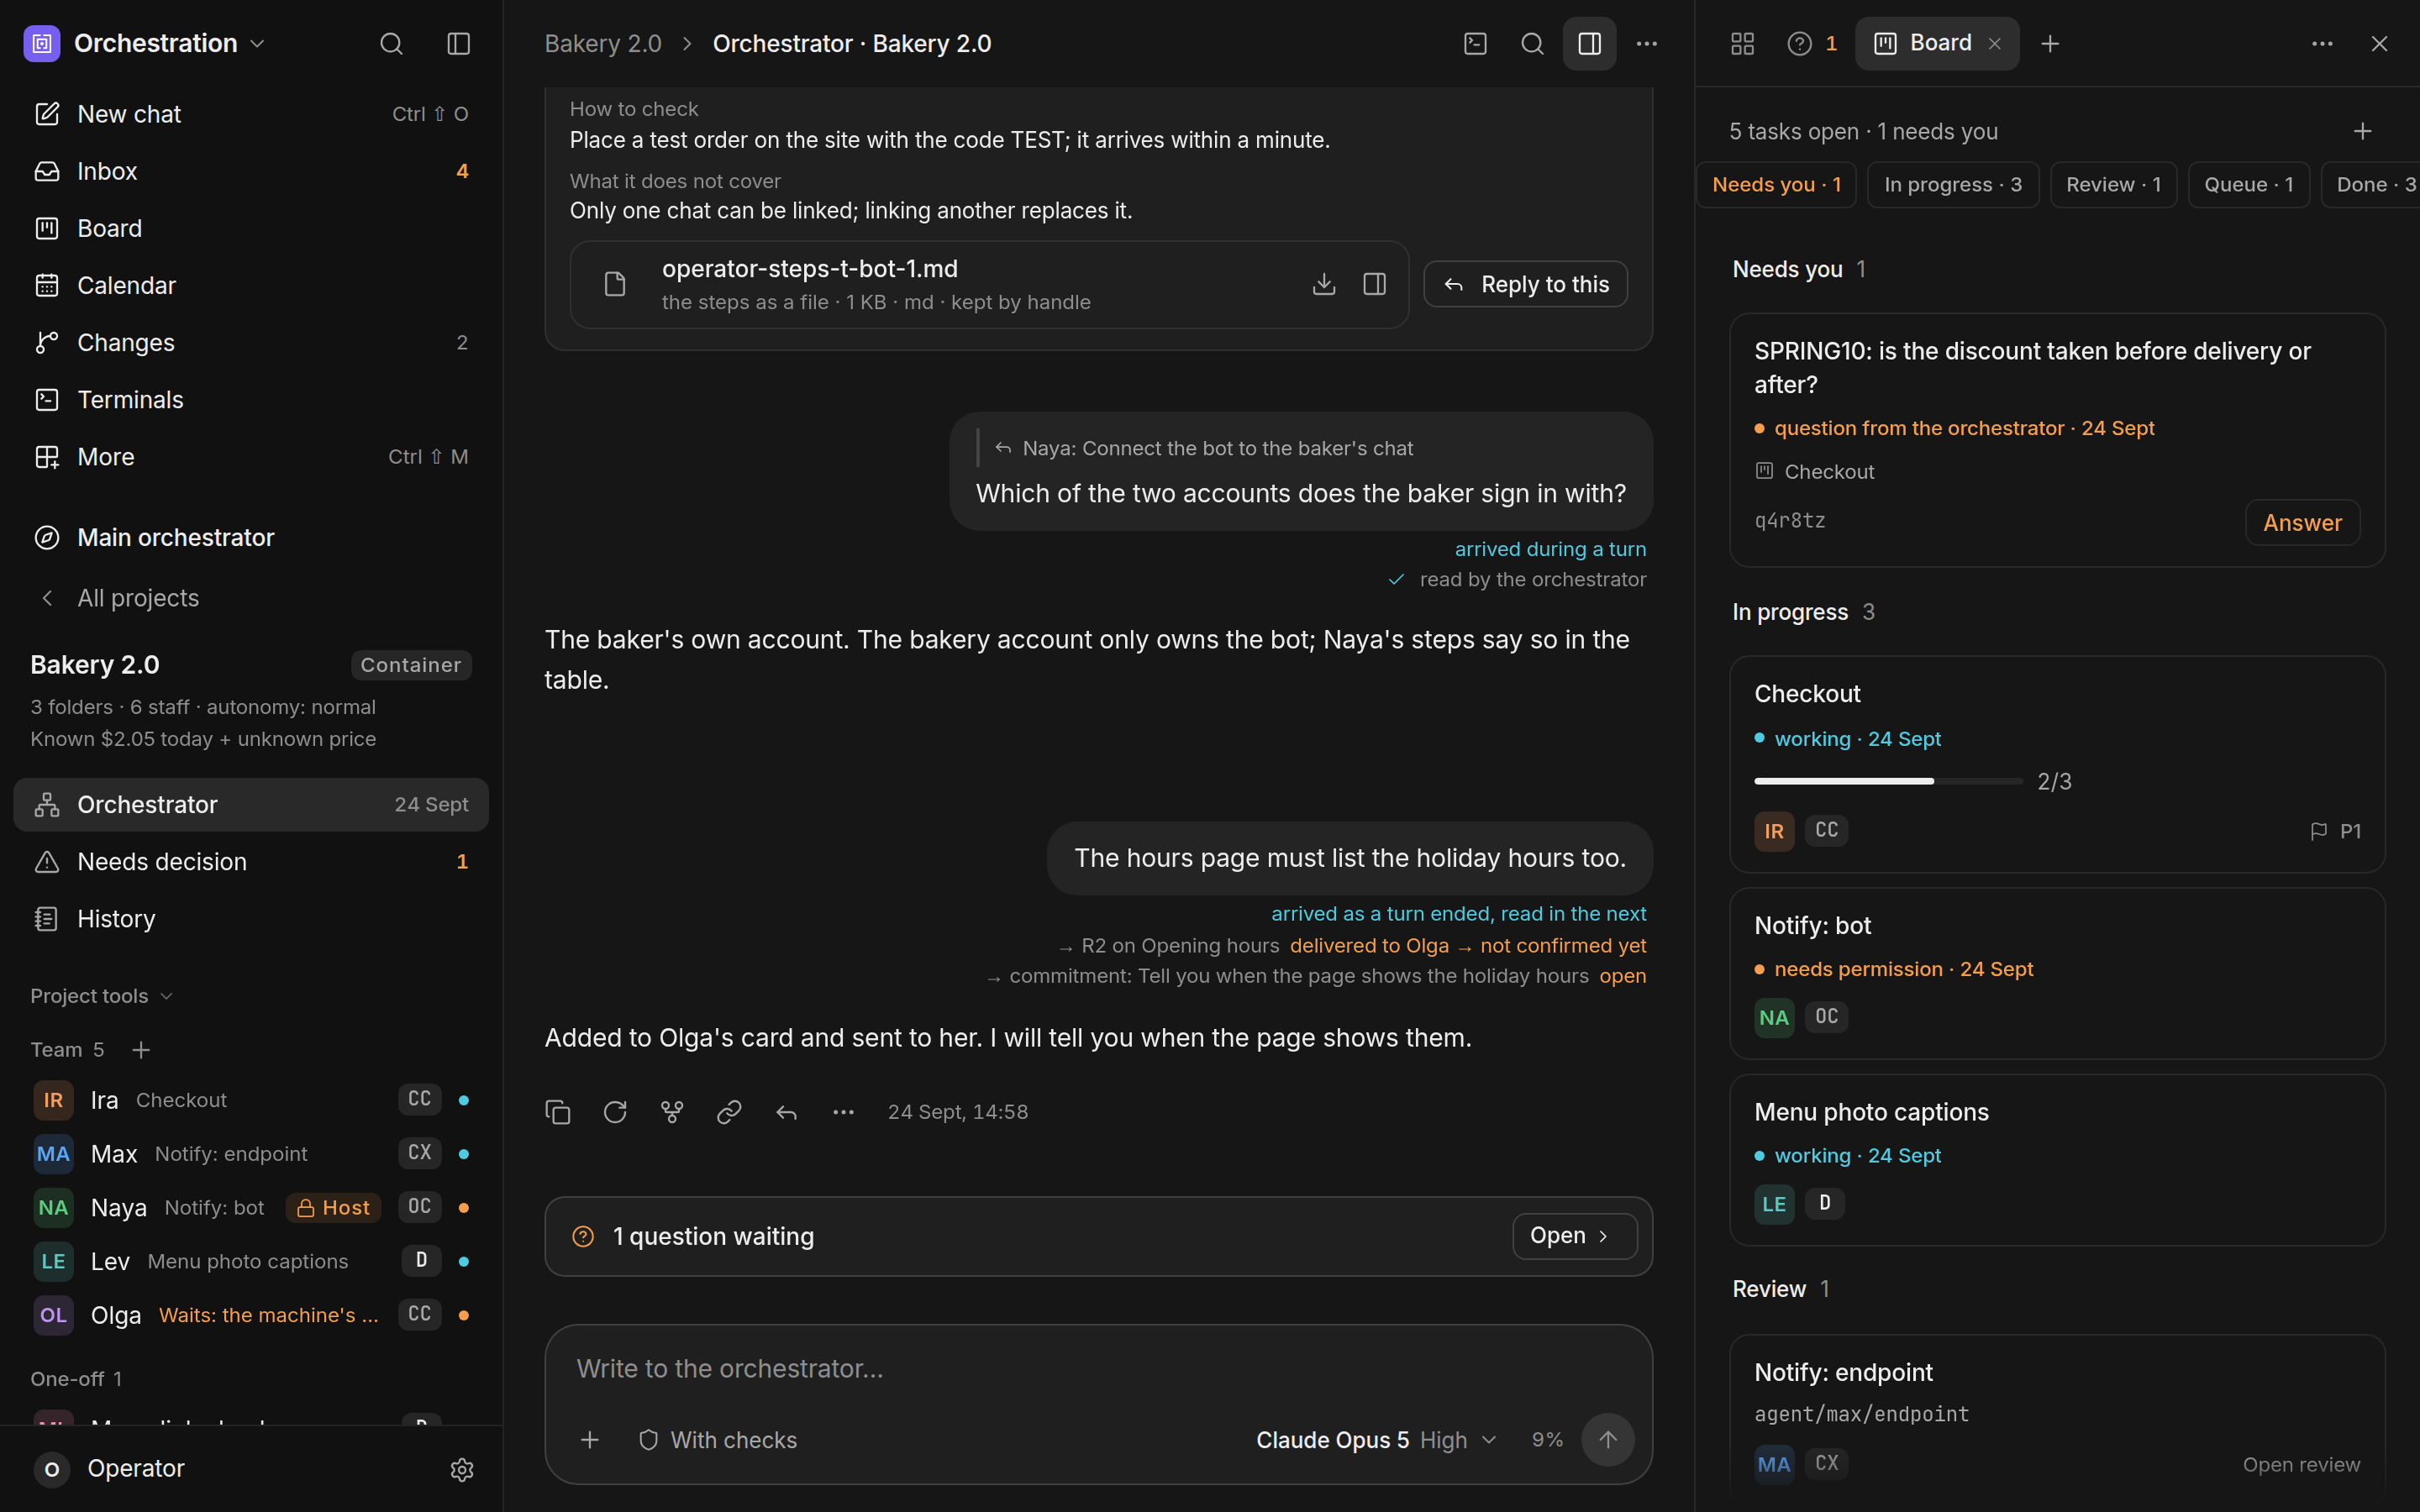 Orchestration
New chat Ctrl ⇧ O
Inbox 4
Board
Calendar
Changes 2
Terminals
More Ctrl ⇧ M
Main orchestrator
All projects
Bakery 2.0 Container
3 folders · 6 staff · autonomy: normal
Known $2.05 today + unknown price
Orchestrator 24 Sept
Needs decision 1
History
Project tools
Team 5
IR Ira Checkout CC
MA Max Notify: endpoint CX
NA Naya Notify: bot Host OC
LE Lev Menu photo captions D
OL Olga Waits: the machine's ... CC
One-off 1
O Operator
Bakery 2.0 > Orchestrator · Bakery 2.0
How to check
Place a test order on the site with the code TEST; it arrives within a minute.
What it does not cover
Only one chat can be linked; linking another replaces it.
operator-steps-t-bot-1.md
the steps as a file · 1 KB · md · kept by handle
Reply to this
Naya: Connect the bot to the baker's chat
Which of the two accounts does the baker sign in with?
arrived during a turn
read by the orchestrator
The baker's own account. The bakery account only owns the bot; Naya's steps say so in the
table.
The hours page must list the holiday hours too.
arrived as a turn ended, read in the next
→ R2 on Opening hours delivered to Olga → not confirmed yet
→ commitment: Tell you when the page shows the holiday hours open
Added to Olga's card and sent to her. I will tell you when the page shows them.
24 Sept, 14:58
1 question waiting Open
Write to the orchestrator...
With checks Claude Opus 5 High 9%
1 Board
5 tasks open · 1 needs you
Needs you · 1 In progress · 3 Review · 1 Queue · 1 Done · 3
Needs you 1
SPRING10: is the discount taken before delivery or
after?
question from the orchestrator · 24 Sept
Checkout
q4r8tz Answer
In progress 3
Checkout
working · 24 Sept
2/3
IR CC P1
Notify: bot
needs permission · 24 Sept
NA OC
Menu photo captions
working · 24 Sept
LE D
Review 1
Notify: endpoint
agent/max/endpoint
MA CX Open review